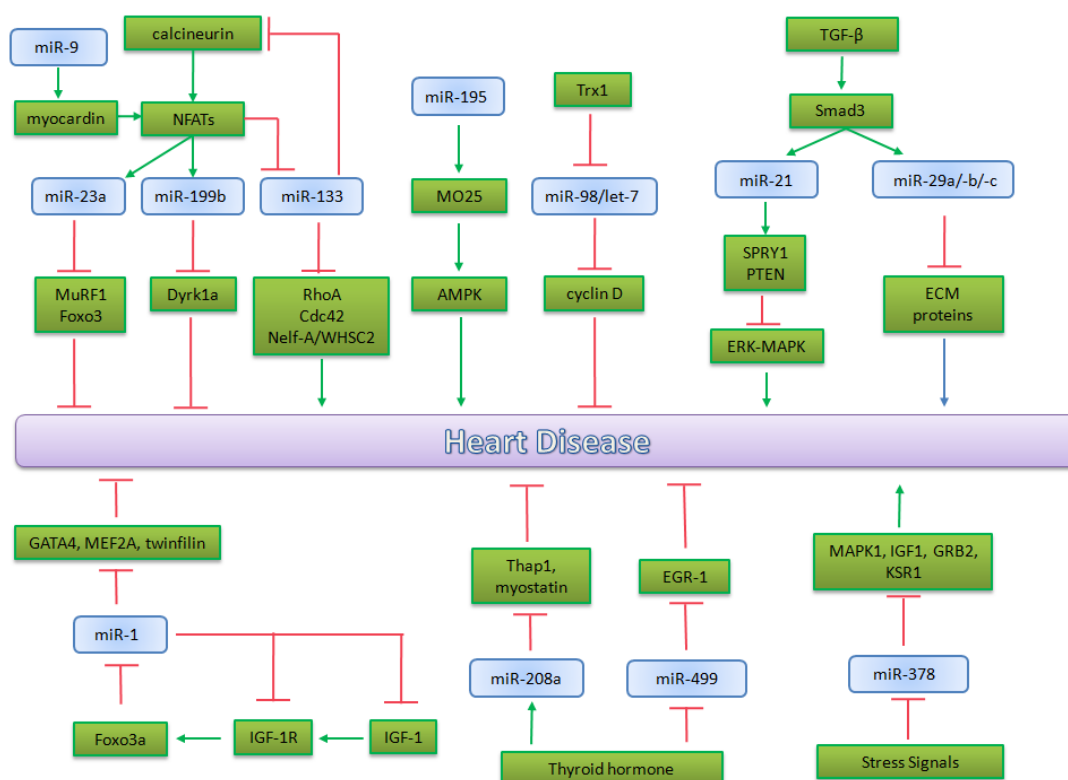 calcineurin
TGF-β
miR-9
miR-195
Trx1
myocardin
NFATs
Smad3
miR-23a
miR-199b
miR-133
MO25
miR-98/let-7
miR-21
miR-29a/-b/-c
SPRY1
PTEN
MuRF1
Foxo3
Dyrk1a
RhoA
Cdc42
Nelf-A/WHSC2
AMPK
cyclin D
ECM
proteins
ERK-MAPK
Heart Disease
GATA4, MEF2A, twinfilin
Thap1,
myostatin
EGR-1
MAPK1, IGF1, GRB2,
KSR1
miR-1
miR-208a
miR-499
miR-378
Foxo3a
IGF-1R
IGF-1
Thyroid hormone
Stress Signals